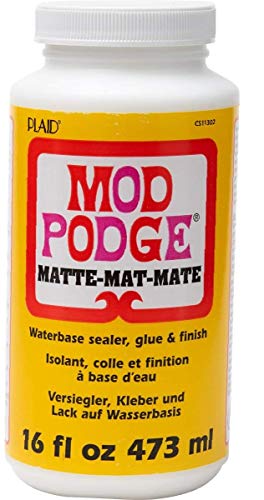 PLAID®
CS11302
MOD
PODGE®
MATTE-MAT-MATE
Waterbase sealer, glue & finish
Isolant, colle et finition
à base d'eau
Versiegler, Kleber und
Lack auf Wasserbasis
16 fl oz 473 ml